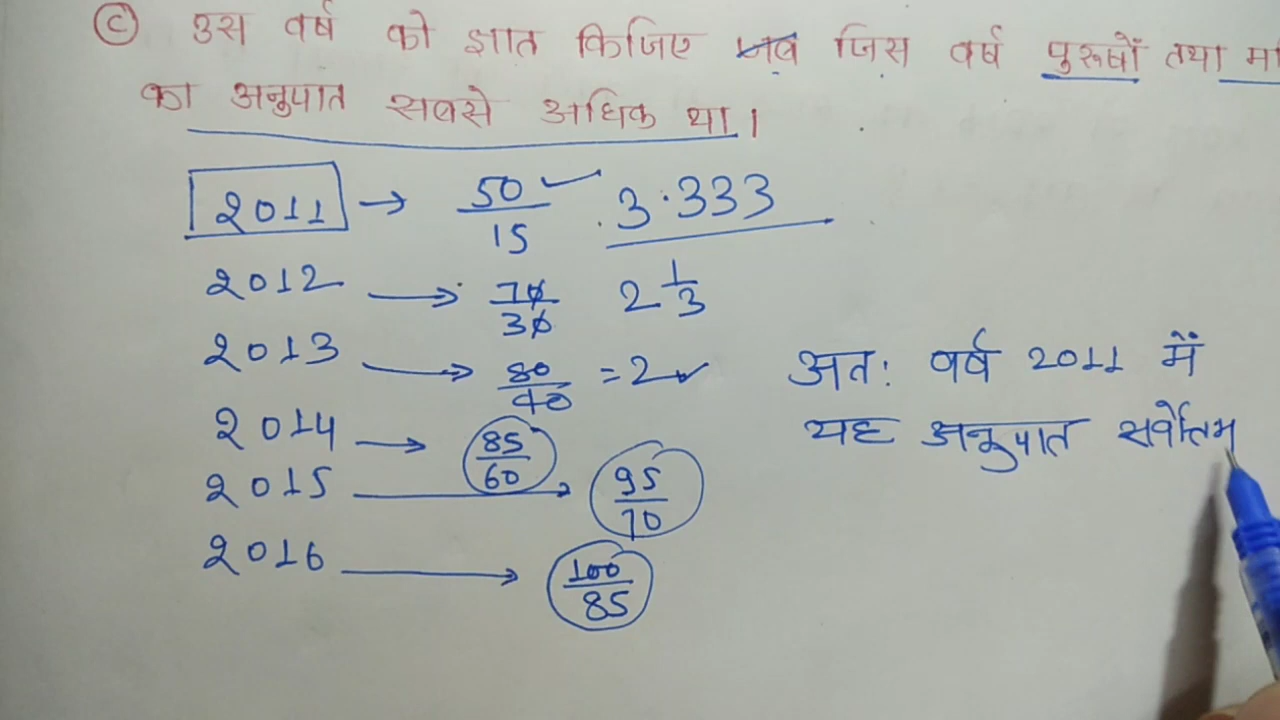 C उस वर्ष को ज्ञात किजिए जिस वर्ष पुरूषों तथा
का अनुपात सबसे अधिक था।
2011 → 50/15 3.333
2012 → 70/30 2 1/3
2013 → 80/40 = 2
2014 → 85/60
2015 → 95/70
2016 → 100/85
अतः वर्ष 2011 में
यह अनुपात सर्वोतम